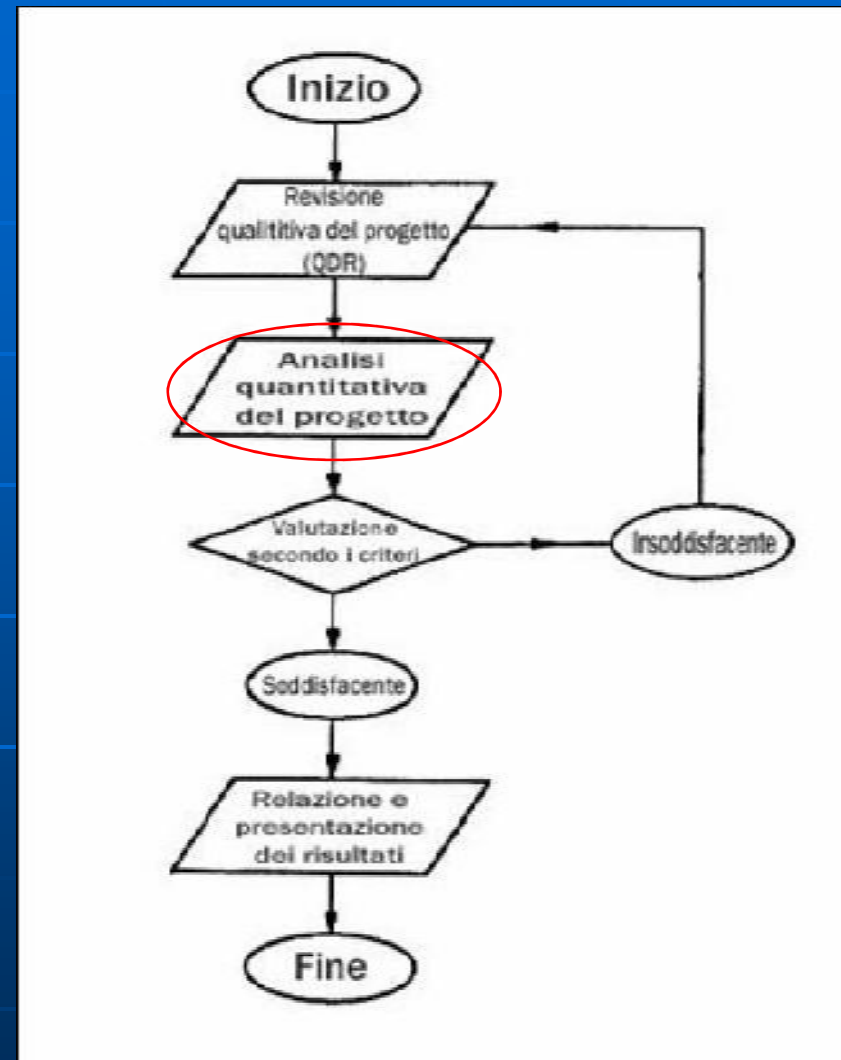 Inizio
Revisione
qualititiva del progetto
(QDR)
Analisi
quantitativa
del progetto
Valutazione
secondo i criteri
Insoddisfacente
Soddisfacente
Relazione e
presentazione
dei risultati
Fine